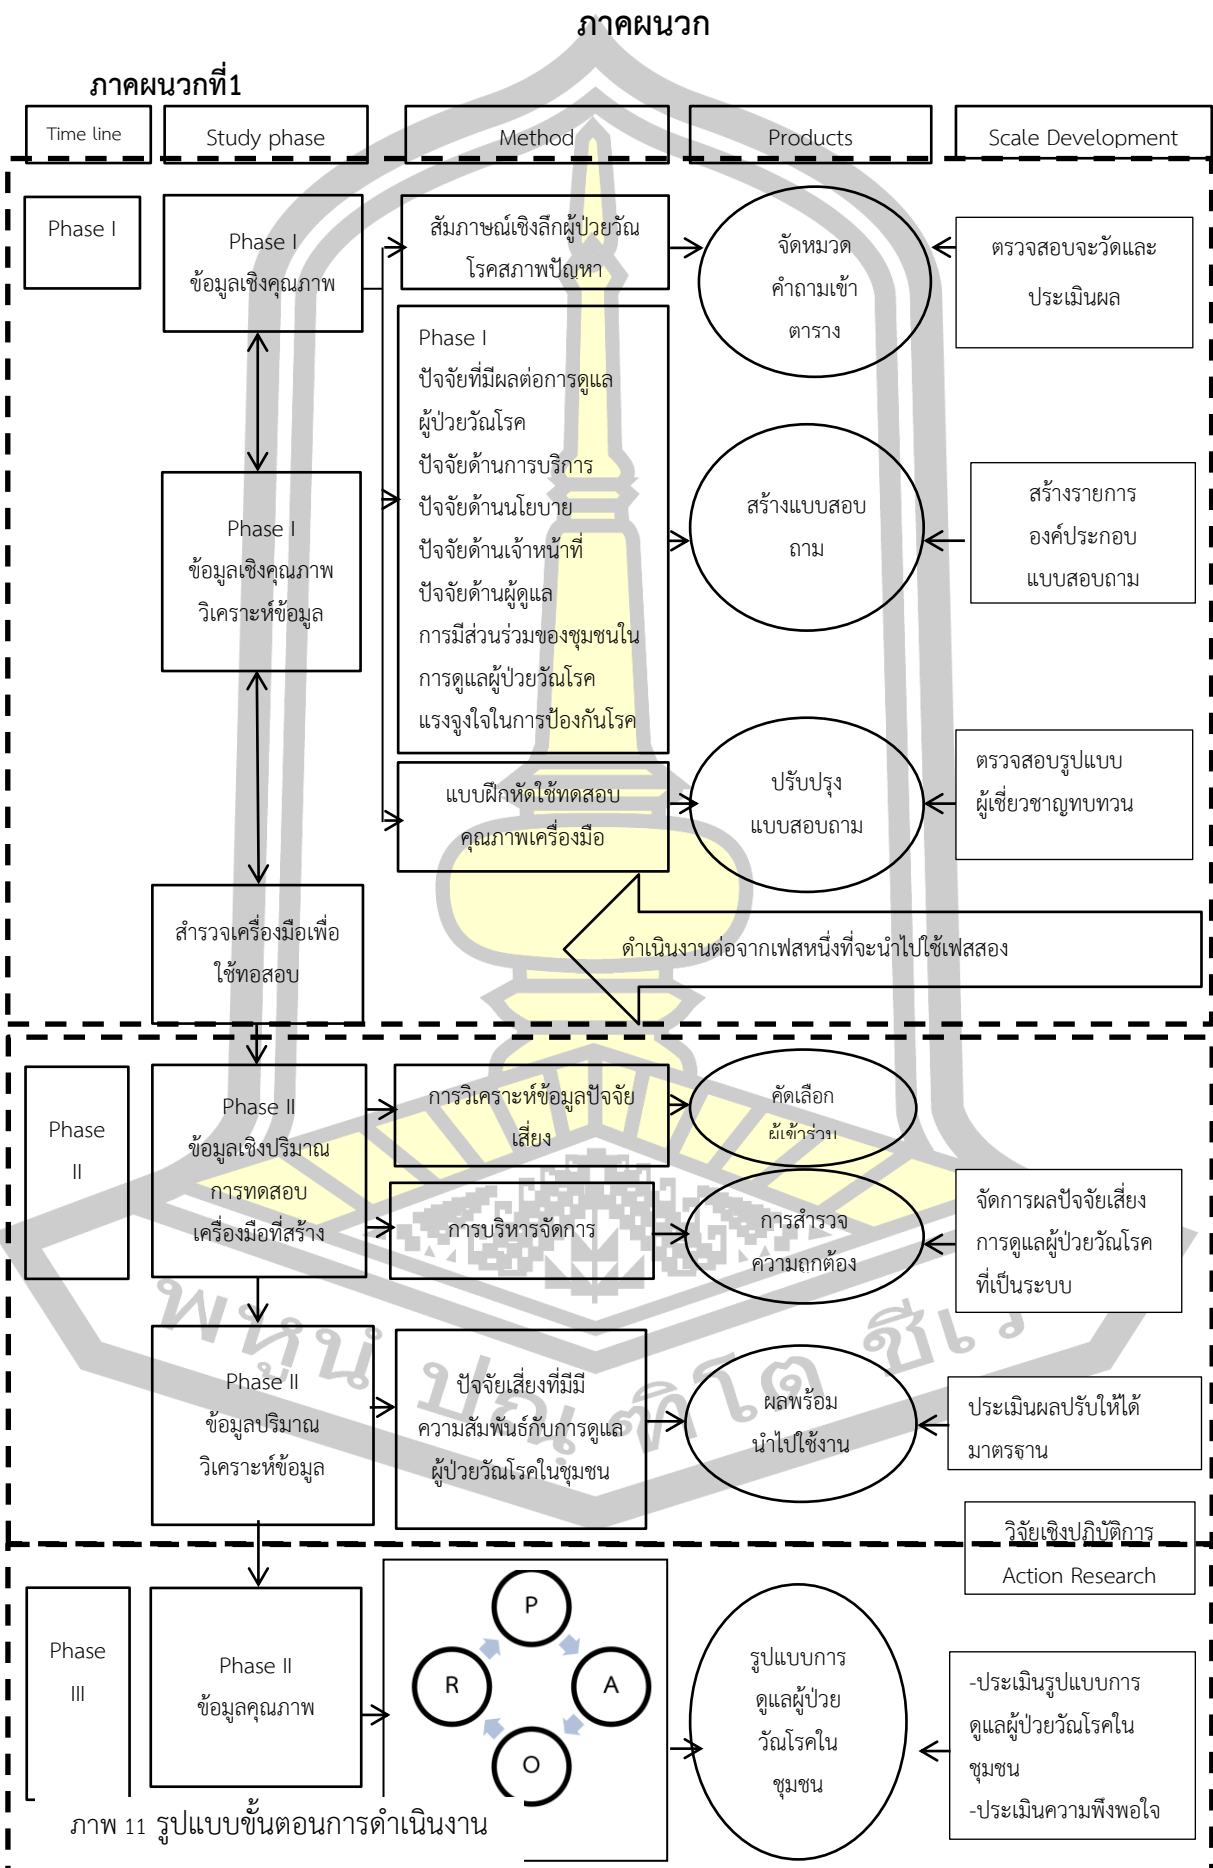 ภาคผนวก
ภาคผนวกที่1
Time line
Study phase
Method
Products
Scale Development
Phase I
Phase I
ข้อมูลเชิงคุณภาพ
สัมภาษณ์เชิงลึกผู้ป่วยวัณ
โรคสภาพปัญหา
จัดหมวด
คำถามเข้า
ตาราง
ตรวจสอบจะวัดและ
ประเมินผล
Phase I
ข้อมูลเชิงคุณภาพ
วิเคราะห์ข้อมูล
Phase I
ปัจจัยที่มีผลต่อการดูแล
ผู้ป่วยวัณโรค
ปัจจัยด้านการบริการ
ปัจจัยด้านนโยบาย
ปัจจัยด้านเจ้าหน้าที่
ปัจจัยด้านผู้ดูแล
การมีส่วนร่วมของชุมชนใน
การดูแลผู้ป่วยวัณโรค
แรงจูงใจในการป้องกันโรค
สร้างแบบสอบ
ถาม
สร้างรายการ
องค์ประกอบ
แบบสอบถาม
แบบฝึกหัดใช้ทดสอบ
คุณภาพเครื่องมือ
ปรับปรุง
แบบสอบถาม
ตรวจสอบรูปแบบ
ผู้เชี่ยวชาญทบทวน
สำรวจเครื่องมือเพื่อ
ใช้ทอสอบ
ดำเนินงานต่อจากเฟสหนึ่งที่จะนำไปใช้เฟสสอง
Phase
II
Phase II
ข้อมูลเชิงปริมาณ
การทดสอบ
เครื่องมือที่สร้าง
การวิเคราะห์ข้อมูลปัจจัย
เสี่ยง
คัดเลือก
ผู้เข้าร่วม
การบริหารจัดการ
การสำรวจ
ความถูกต้อง
จัดการผลปัจจัยเสี่ยง
การดูแลผู้ป่วยวัณโรค
ที่เป็นระบบ
Phase II
ข้อมูลปริมาณ
วิเคราะห์ข้อมูล
ปัจจัยเสี่ยงที่มีมี
ความสัมพันธ์กับการดูแล
ผู้ป่วยวัณโรคในชุมชน
ผลพร้อม
นำไปใช้งาน
ประเมินผลปรับให้ได้
มาตรฐาน
วิจัยเชิงปฏิบัติการ
Action Research
Phase
III
Phase II
ข้อมูลคุณภาพ
P
R
A
O
รูปแบบการ
ดูแลผู้ป่วย
วัณโรคใน
ชุมชน
-ประเมินรูปแบบการ
ดูแลผู้ป่วยวัณโรคใน
ชุมชน
-ประเมินความพึงพอใจ
ภาพ 11 รูปแบบขั้นตอนการดำเนินงาน
พหูนํ ปณฺฑิโต ชีเว